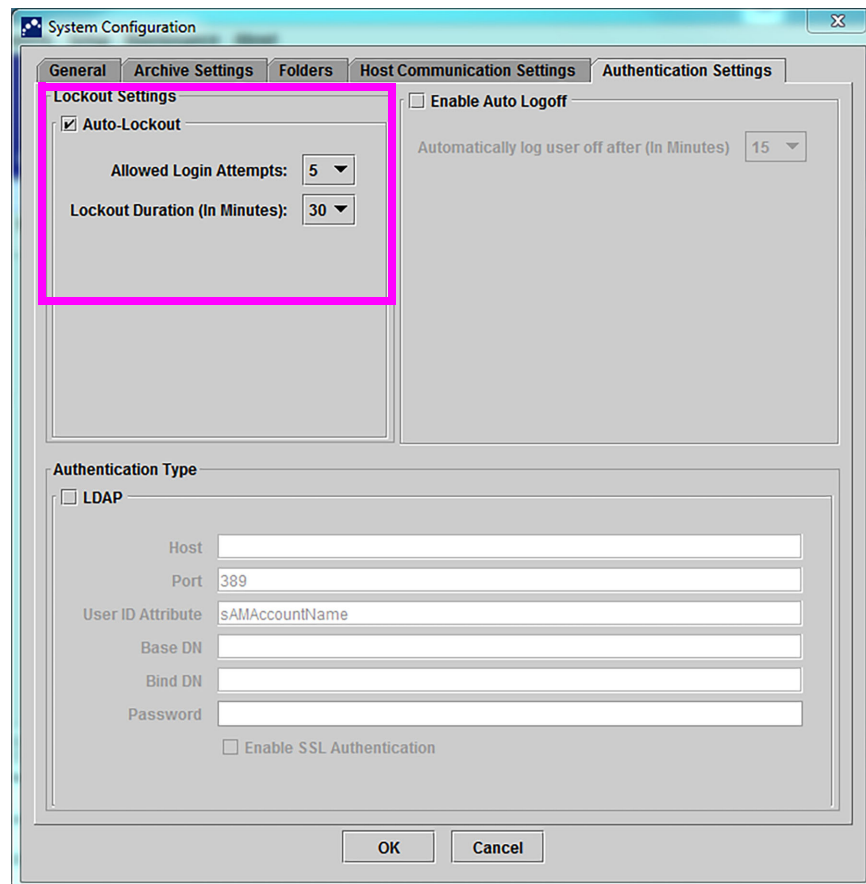 System Configuration
General Archive Settings Folders Host Communication Settings Authentication Settings
Lockout Settings
Auto-Lockout
Allowed Login Attempts: 5
Lockout Duration (In Minutes): 30
Enable Auto Logoff
Automatically log user off after (In Minutes) 15
Authentication Type
LDAP
Host
Port 389
User ID Attribute sAMAccountName
Base DN
Bind DN
Password
Enable SSL Authentication
OK Cancel